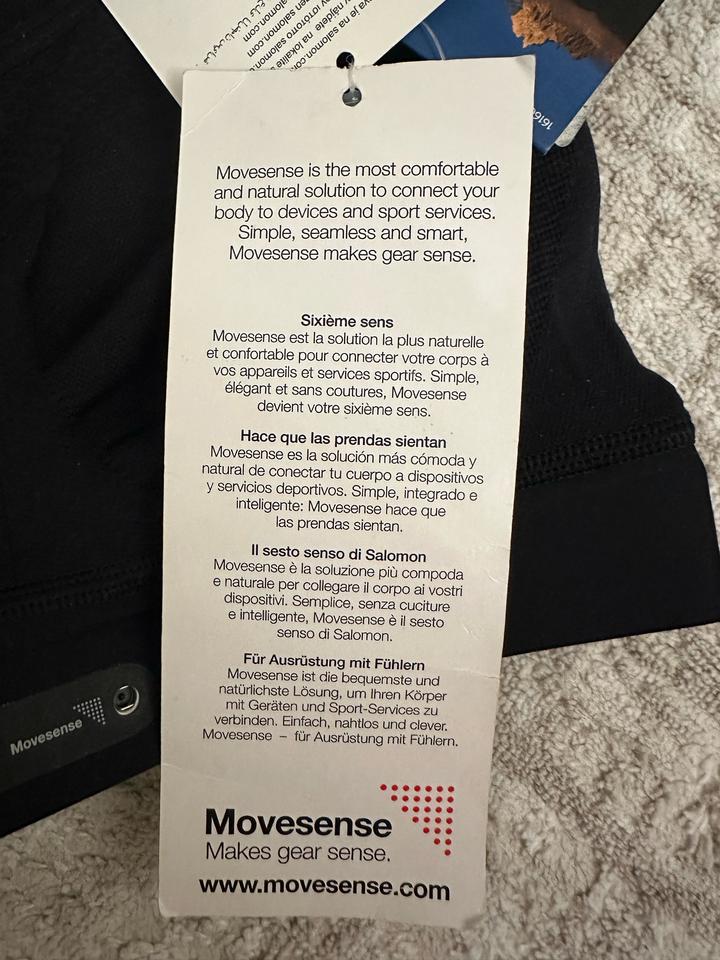 salomon.com
Movesense is the most comfortable
and natural solution to connect your
body to devices and sport services.
Simple, seamless and smart,
Movesense makes gear sense.
Sixième sens
Movesense est la solution la plus naturelle
et confortable pour connecter votre corps à
vos appareils et services sportifs. Simple,
élégant et sans coutures, Movesense
devient votre sixième sens.
Hace que las prendas sientan
Movesense es la solución más cómoda y
natural de conectar tu cuerpo a dispositivos
y servicios deportivos. Simple, integrado e
inteligente: Movesense hace que
las prendas sientan.
Il sesto senso di Salomon
Movesense è la soluzione più compoda
e naturale per collegare il corpo ai vostri
dispositivi. Semplice, senza cuciture
e intelligente, Movesense è il sesto
senso di Salomon.
Für Ausrüstung mit Fühlern
Movesense ist die bequemste und
natürlichste Lösung, um Ihren Körper
mit Geräten und Sport-Services zu
verbinden. Einfach, nahtlos und clever.
Movesense – für Ausrüstung mit Fühlern.
Movesense
Makes gear sense.
www.movesense.com
Movesense